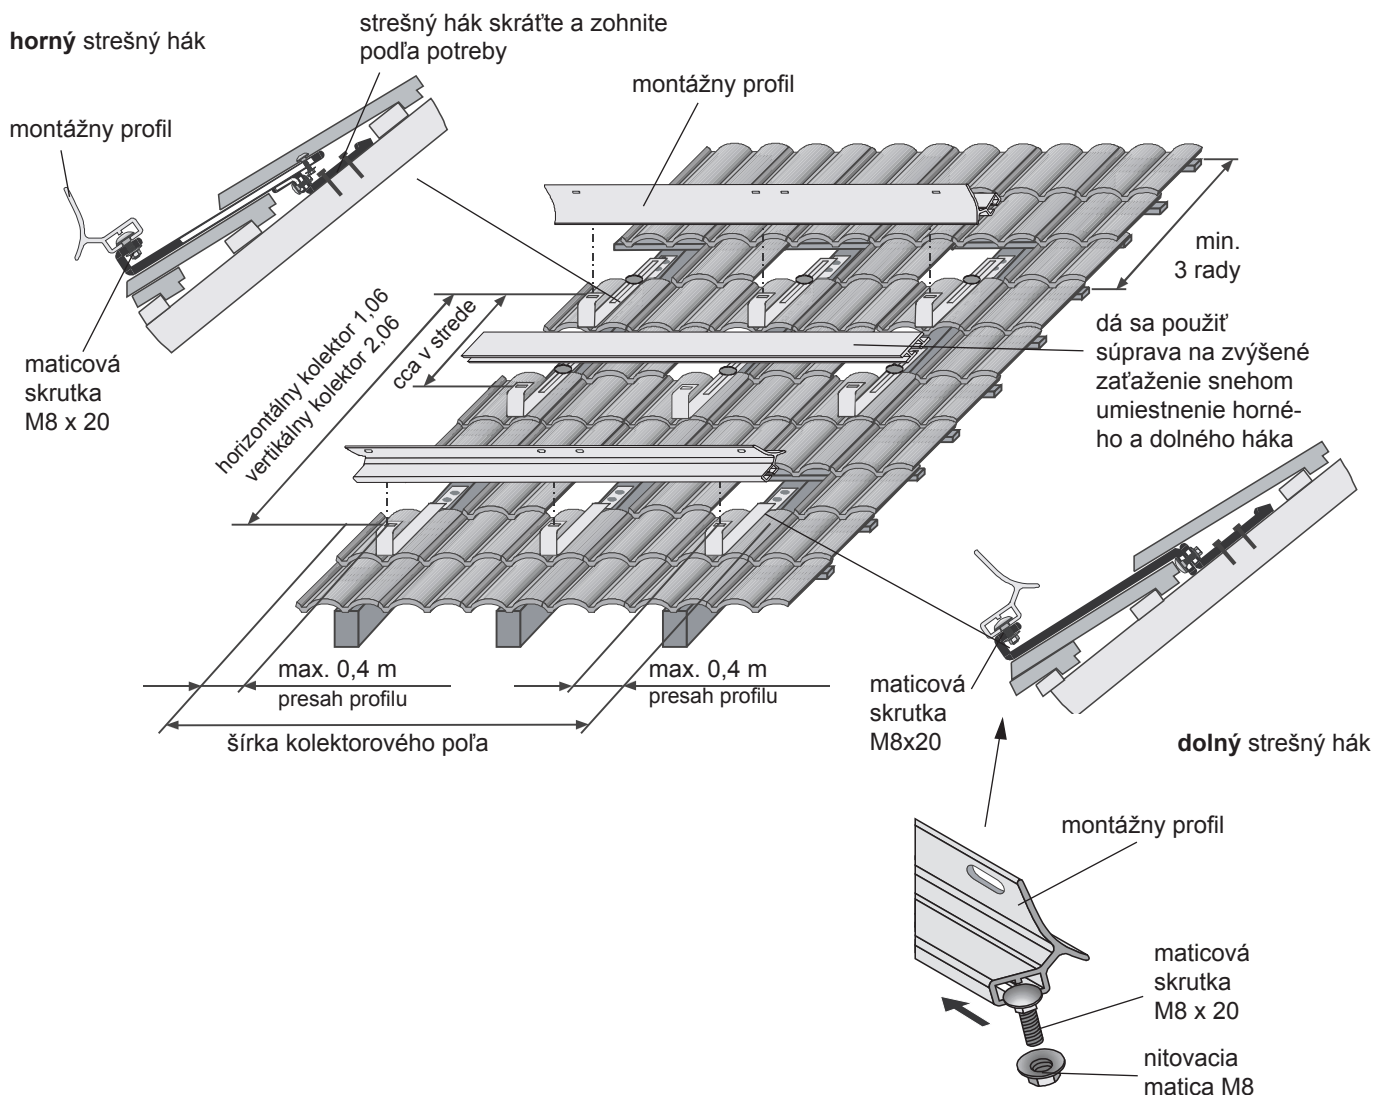 horný strešný hák
strešný hák skráťte a zohnite
podľa potreby
montážny profil
montážny profil
min.
3 rady
horizontálny kolektor 1,06
vertikálny kolektor 2,06
cca v strede
dá sa použiť
súprava na zvýšené
zaťaženie snehom
umiestnenie horné-
ho a dolného háka
maticová
skrutka
M8 x 20
max. 0,4 m
presah profilu
max. 0,4 m
presah profilu
šírka kolektorového poľa
maticová
skrutka
M8x20
dolný strešný hák
montážny profil
maticová
skrutka
M8 x 20
nitovacia
matica M8